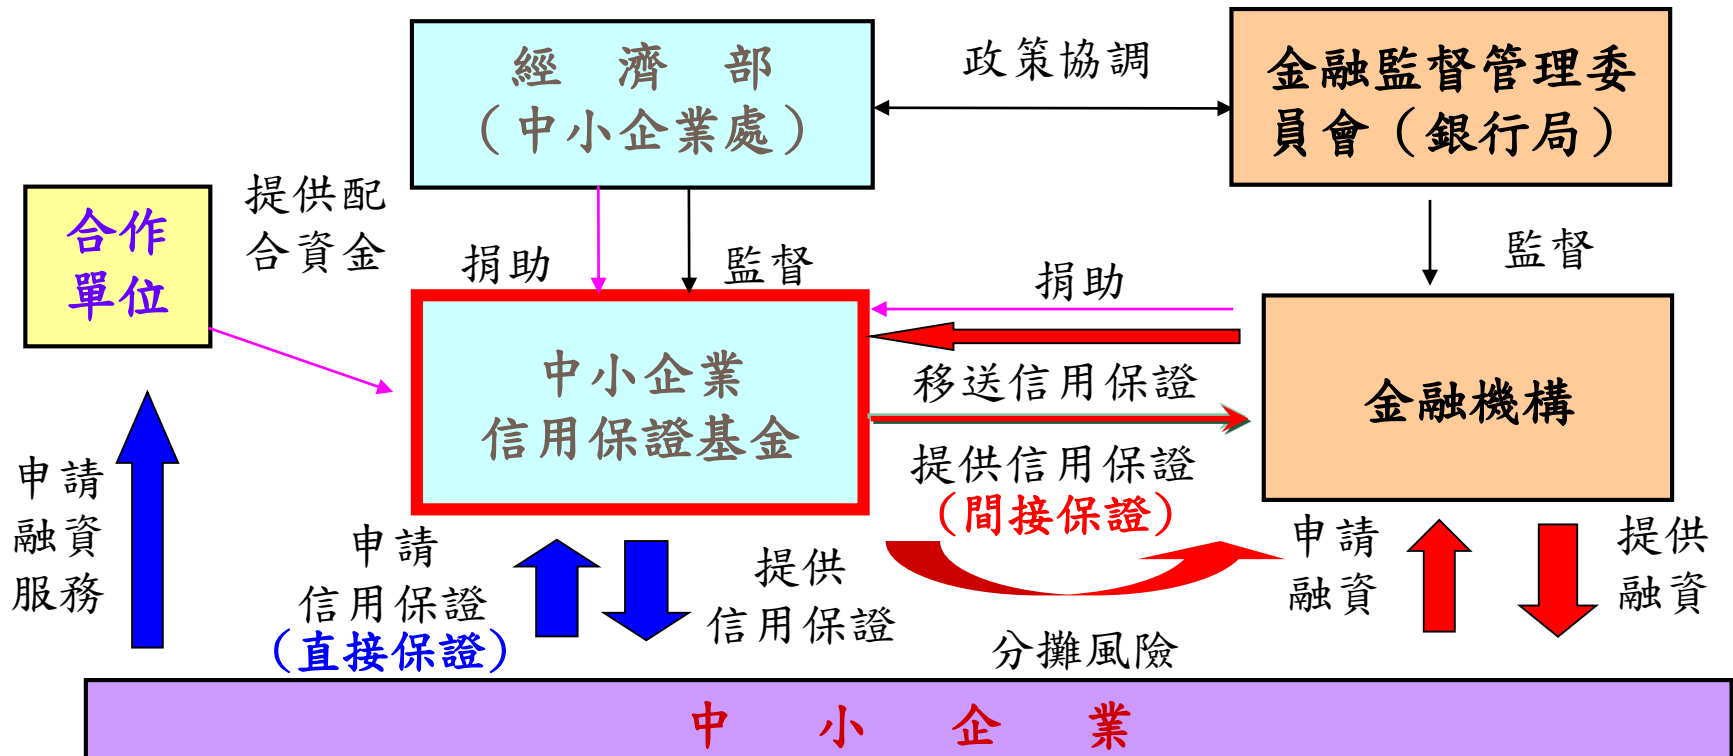 經　濟　部
（中小企業處）
政策協調
金融監督管理委
員會（銀行局）
合作
單位
提供配
合資金
捐助
監督
捐助
監督
中小企業
信用保證基金
移送信用保證
提供信用保證
（間接保證）
金融機構
申請
融資
服務
申請
信用保證
（直接保證）
提供
信用保證
分攤風險
申請
融資
提供
融資
中　小　企　業